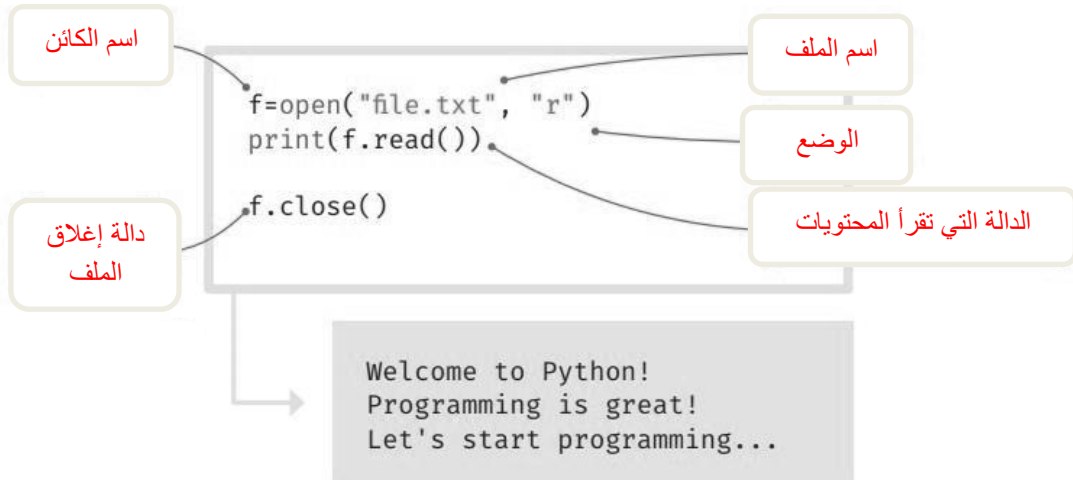 اسم الكائن
اسم الملف
f=open("file.txt", "r")
print(f.read())
الوضع
f.close()
دالة إغلاق
الملف
الدالة التي تقرأ المحتويات
Welcome to Python!
Programming is great!
Let's start programming...